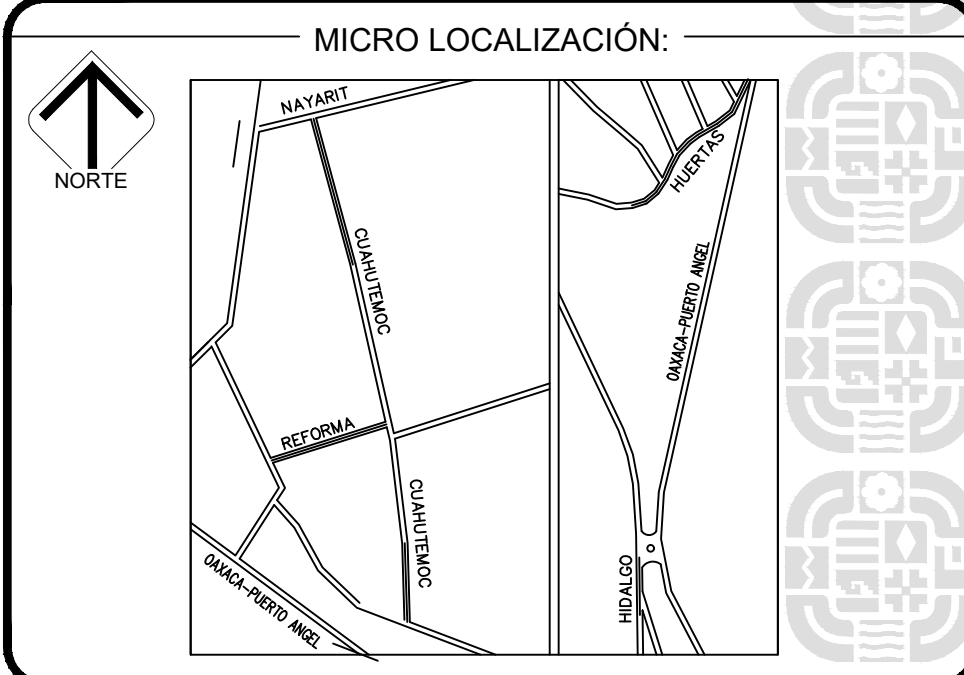 MICRO LOCALIZACIÓN:
NORTE
NAYARIT
CUAHUTEMOC
REFORMA
CUAHUTEMOC
OAXACA-PUERTO ANGEL
HUERTAS
OAXACA-PUERTO ANGEL
HIDALGO